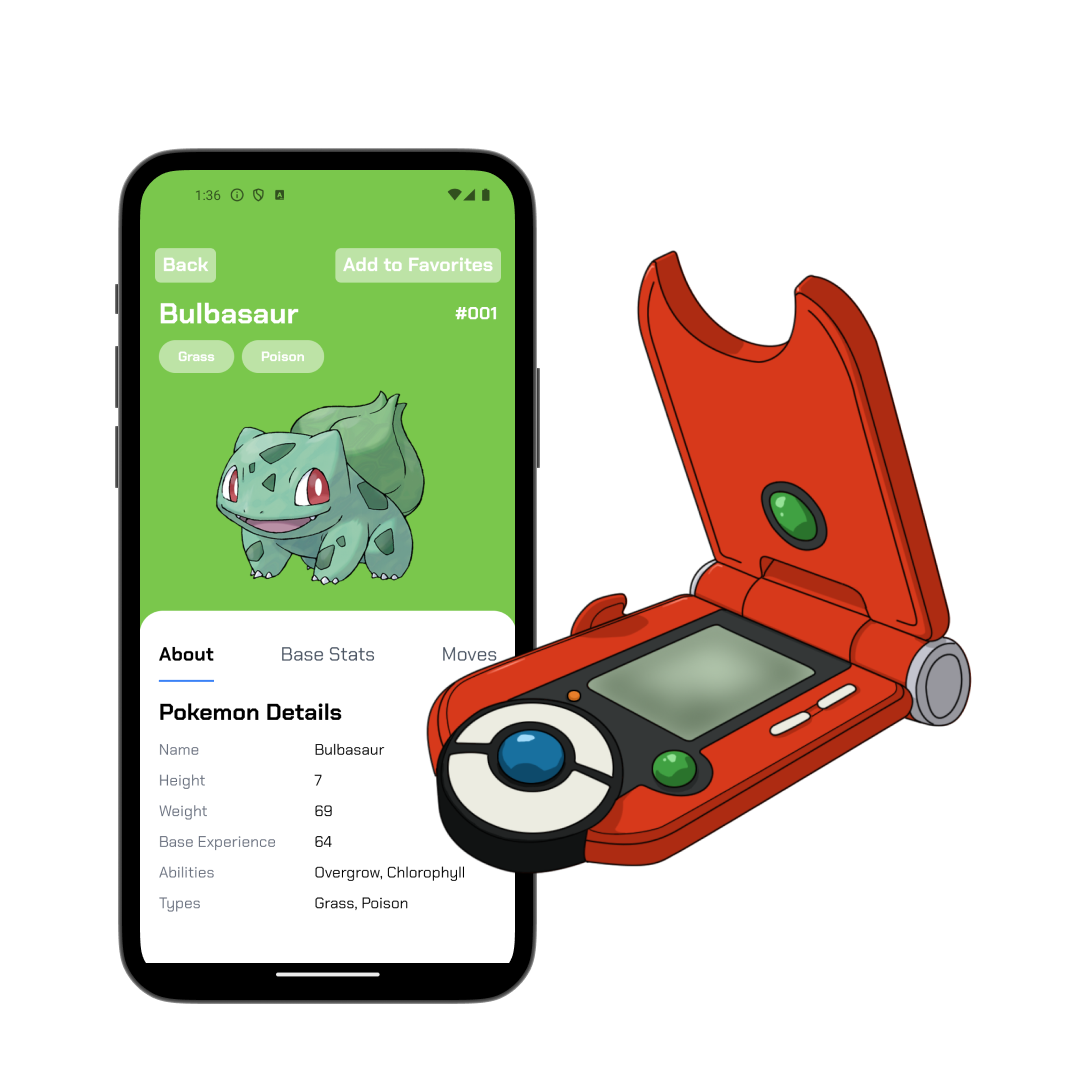 1:36
Back Add to Favorites
Bulbasaur #001
Grass Poison
About Base Stats Moves
Pokemon Details
Name Bulbasaur
Height 7
Weight 69
Base Experience 64
Abilities Overgrow, Chlorophyll
Types Grass, Poison